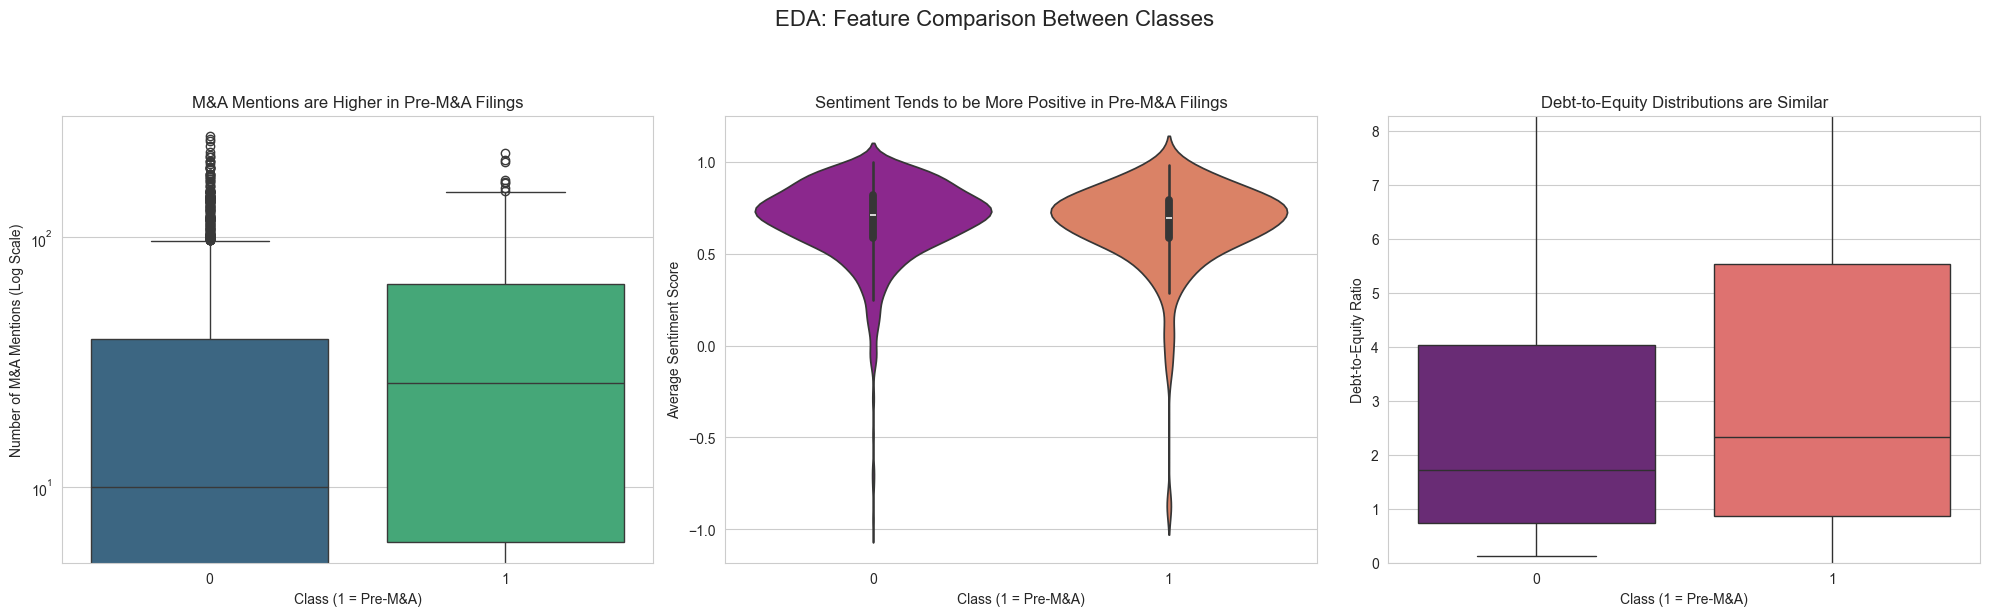 EDA: Feature Comparison Between Classes
M&A Mentions are Higher in Pre-M&A Filings
Number of M&A Mentions (Log Scale)
10²
10¹
0
1
Class (1 = Pre-M&A)
Sentiment Tends to be More Positive in Pre-M&A Filings
Average Sentiment Score
1.0
0.5
0.0
−0.5
−1.0
0
1
Class (1 = Pre-M&A)
Debt-to-Equity Distributions are Similar
Debt-to-Equity Ratio
8
7
6
5
4
3
2
1
0
0
1
Class (1 = Pre-M&A)